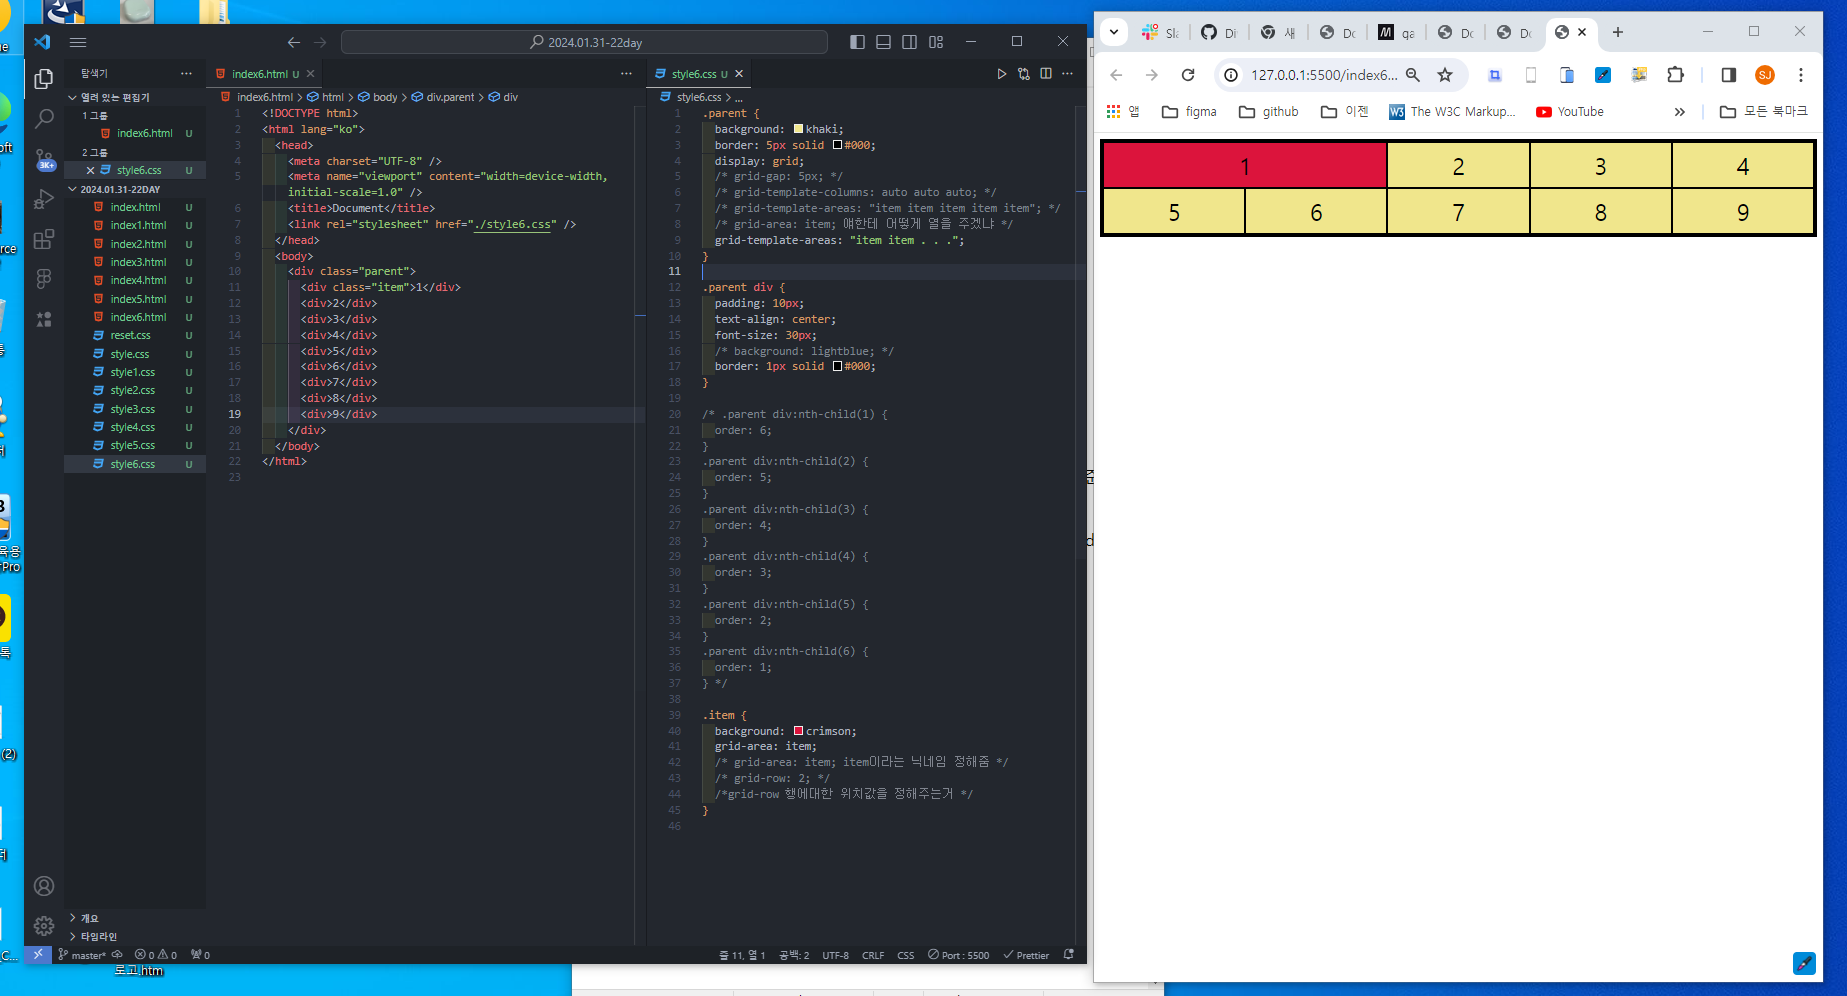 2024.01.31-22day
탐색기
열려 있는 편집기
1 그룹
index6.html U
2 그룹
style6.css U
2024.01.31-22DAY
index.html U
index1.html U
index2.html U
index3.html U
index4.html U
index5.html U
index6.html U
reset.css U
style.css U
style1.css U
style2.css U
style3.css U
style4.css U
style5.css U
style6.css U
개요
타임라인
3K+
index6.html U
index6.html > html > body > div.parent > div
1 <!DOCTYPE html>
2 <html lang="ko">
3 <head>
4 <meta charset="UTF-8" />
5 <meta name="viewport" content="width=device-width,
initial-scale=1.0" />
6 <title>Document</title>
7 <link rel="stylesheet" href="./style6.css" />
8 </head>
9 <body>
10 <div class="parent">
11 <div class="item">1</div>
12 <div>2</div>
13 <div>3</div>
14 <div>4</div>
15 <div>5</div>
16 <div>6</div>
17 <div>7</div>
18 <div>8</div>
19 <div>9</div>
20 </div>
21 </body>
22 </html>
23
style6.css U
style6.css > ...
1 .parent {
2 background: khaki;
3 border: 5px solid #000;
4 display: grid;
5 /* grid-gap: 5px; */
6 /* grid-template-columns: auto auto auto; */
7 /* grid-template-areas: "item item item item item"; */
8 /* grid-area: item; 얘한테 어떻게 열을 주겠냐 */
9 grid-template-areas: "item item . . .";
10 }
11
12 .parent div {
13 padding: 10px;
14 text-align: center;
15 font-size: 30px;
16 /* background: lightblue; */
17 border: 1px solid #000;
18 }
19
20 /* .parent div:nth-child(1) {
21 order: 6;
22 }
23 .parent div:nth-child(2) {
24 order: 5;
25 }
26 .parent div:nth-child(3) {
27 order: 4;
28 }
29 .parent div:nth-child(4) {
30 order: 3;
31 }
32 .parent div:nth-child(5) {
33 order: 2;
34 }
35 .parent div:nth-child(6) {
36 order: 1;
37 } */
38
39 .item {
40 background: crimson;
41 grid-area: item;
42 /* grid-area: item; item이라는 닉네임 정해줌 */
43 /* grid-row: 2; */
44 /*grid-row 행에대한 위치값을 정해주는거 */
45 }
46
master* 0 0 0
줄 11, 열 1 공백: 2 UTF-8 CRLF CSS Port : 5500 Prettier
로고.htm
새
qa
127.0.0.1:5500/index6...
SJ
앱 figma github 이젠 The W3C Markup... YouTube » 모든 북마크
1 2 3 4
5 6 7 8 9